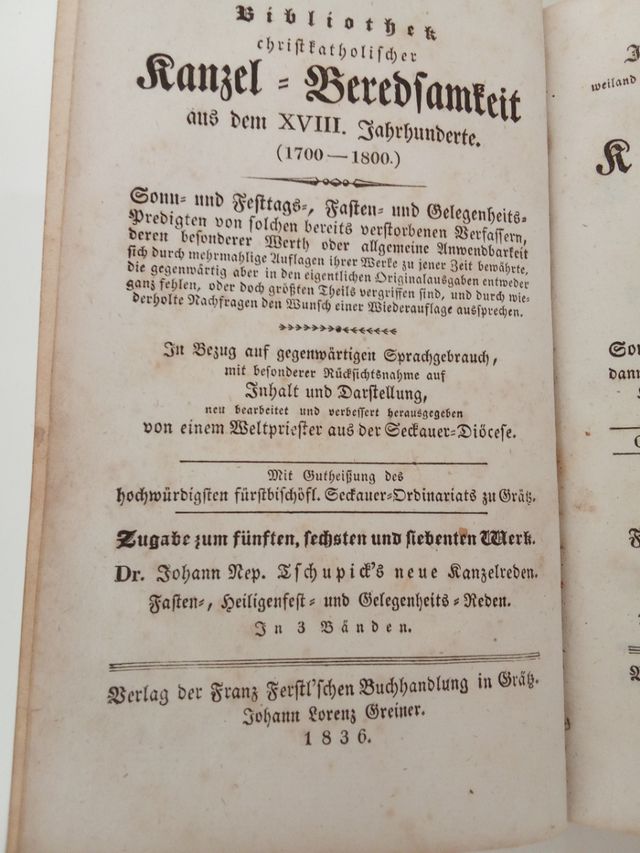 Bibliothek
christkatholischer
Kanzel - Beredsamkeit
aus dem XVIII. Jahrhunderte.
(1700—1800.)
Sonn- und Festtags-, Fasten- und Gelegenheits-
Predigten von solchen bereits verstorbenen Verfassern,
deren besonderer Werth oder allgemeine Anwendbarkeit
sich durch mehrmahlige Auflagen ihrer Werke zu jener Zeit bewährte,
die gegenwärtig aber in den eigentlichen Originalausgaben entweder
ganz fehlen, oder doch größten Theils vergriffen sind, und durch wie-
derholte Nachfragen den Wunsch einer Wiederauflage aussprechen.
In Bezug auf gegenwärtigen Sprachgebrauch,
mit besonderer Rücksichtsnahme auf
Inhalt und Darstellung,
neu bearbeitet und verbessert herausgegeben
von einem Weltpriester aus der Seckauer-Diöcese.
Mit Gutheißung des
hochwürdigsten fürstbischöfl. Seckauer-Ordinariats zu Grätz.
Zugabe zum fünften, sechsten und siebenten Werk.
Dr. Johann Nep. Tschupick's neue Kanzelreden.
Fasten-, Heiligenfest- und Gelegenheits-Reden.
In 3 Bänden.
Verlag der Franz Ferstl'schen Buchhandlung in Grätz.
Johann Lorenz Greiner.
1836.
weiland
K
Son
dann